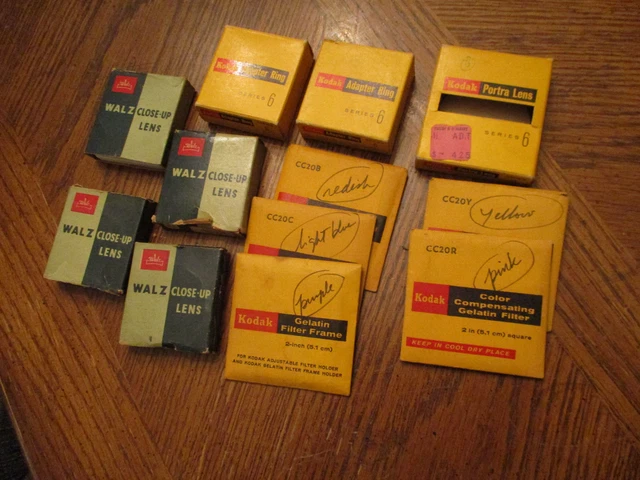 WALZ CLOSE-UP
LENS
Kodak Adapter Ring
SERIES 6
Kodak Adapter Ring
SERIES 6
Kodak Portra Lens
SERIES 6
WALZ CLOSE-UP
LENS
WALZ CLOSE-UP
LENS
WALZ CLOSE-UP
LENS
CC20B
redish
CC20C
light blue
purple
Kodak Gelatin
Filter Frame
2-inch (5.1 cm)
FOR KODAK ADJUSTABLE FILTER HOLDER
AND KODAK GELATIN FILTER FRAME HOLDER
CC20Y
yellow
CC20R
pink
Kodak Color
Compensating
Gelatin Filter
2 in (5.1 cm) square
KEEP IN COOL DRY PLACE